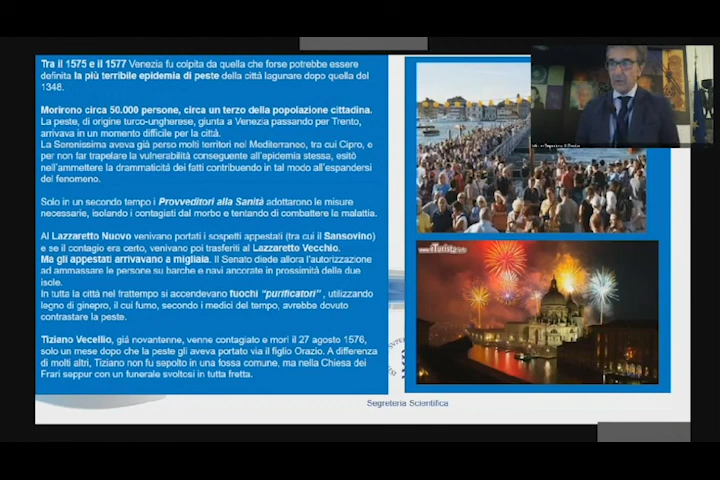 Tra il 1575 e il 1577 Venezia fu colpita da quella che forse potrebbe essere
definita la più terribile epidemia di peste della città lagunare dopo quella del
1348.
Morirono circa 50.000 persone, circa un terzo della popolazione cittadina.
La peste, di origine turco-ungherese, giunta a Venezia passando per Trento,
arrivava in un momento difficile per la città.
La Serenissima aveva già perso molti territori nel Mediterraneo, tra cui Cipro, e
per non far trapelare la vulnerabilità conseguente all'epidemia stessa, esitò
nell'ammettere la drammaticità dei fatti contribuendo in tal modo all'espandersi
del fenomeno.
Solo in un secondo tempo i Provveditori alla Sanità adottarono le misure
necessarie, isolando i contagiati dal morbo e tentando di combattere la malattia.
Al Lazzaretto Nuovo venivano portati i sospetti appestati (tra cui il Sansovino)
e se il contagio era certo, venivano poi trasferiti al Lazzaretto Vecchio.
Ma gli appestati arrivavano a migliaia. Il Senato diede allora l'autorizzazione
ad ammassare le persone su barche e navi ancorate in prossimità delle due
isole.
In tutta la città nel frattempo si accendevano fuochi "purificatori" , utilizzando
legno di ginepro, il cui fumo, secondo i medici del tempo, avrebbe dovuto
contrastare la peste.
Tiziano Vecellio, già novantenne, venne contagiato e morì il 27 agosto 1576,
solo un mese dopo che la peste gli aveva portato via il figlio Orazio. A differenza
di molti altri, Tiziano non fu sepolto in una fossa comune, ma nella Chiesa dei
Frari seppur con un funerale svoltosi in tutta fretta.
Segreteria Scientifica